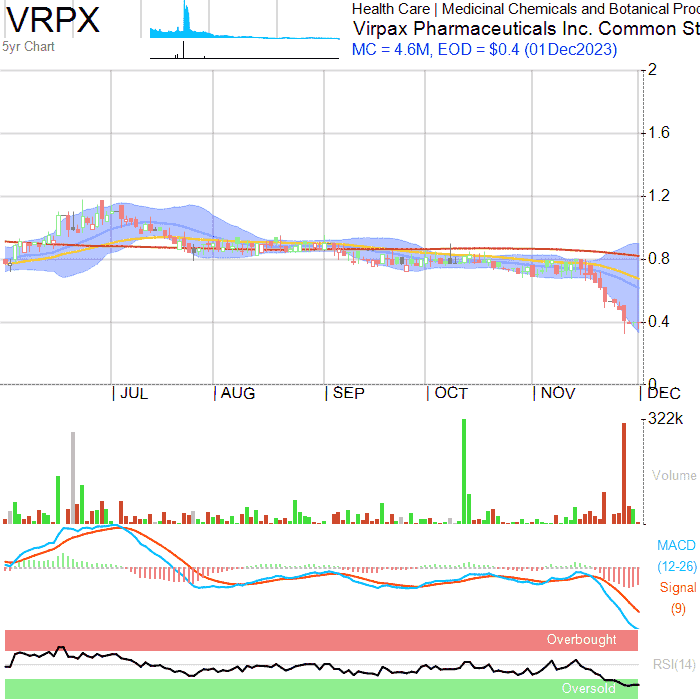 VRPX
5yr Chart
Health Care | Medicinal Chemicals and Botanical Proc
Virpax Pharmaceuticals Inc. Common St
MC = 4.6M, EOD = $0.4 (01Dec2023)
2
1.6
1.2
0.8
0.4
0
| JUL | AUG | SEP | OCT | NOV | DEC
322k
Volume
MACD
(12-26)
Signal
(9)
Overbought
RSI(14)
Oversold